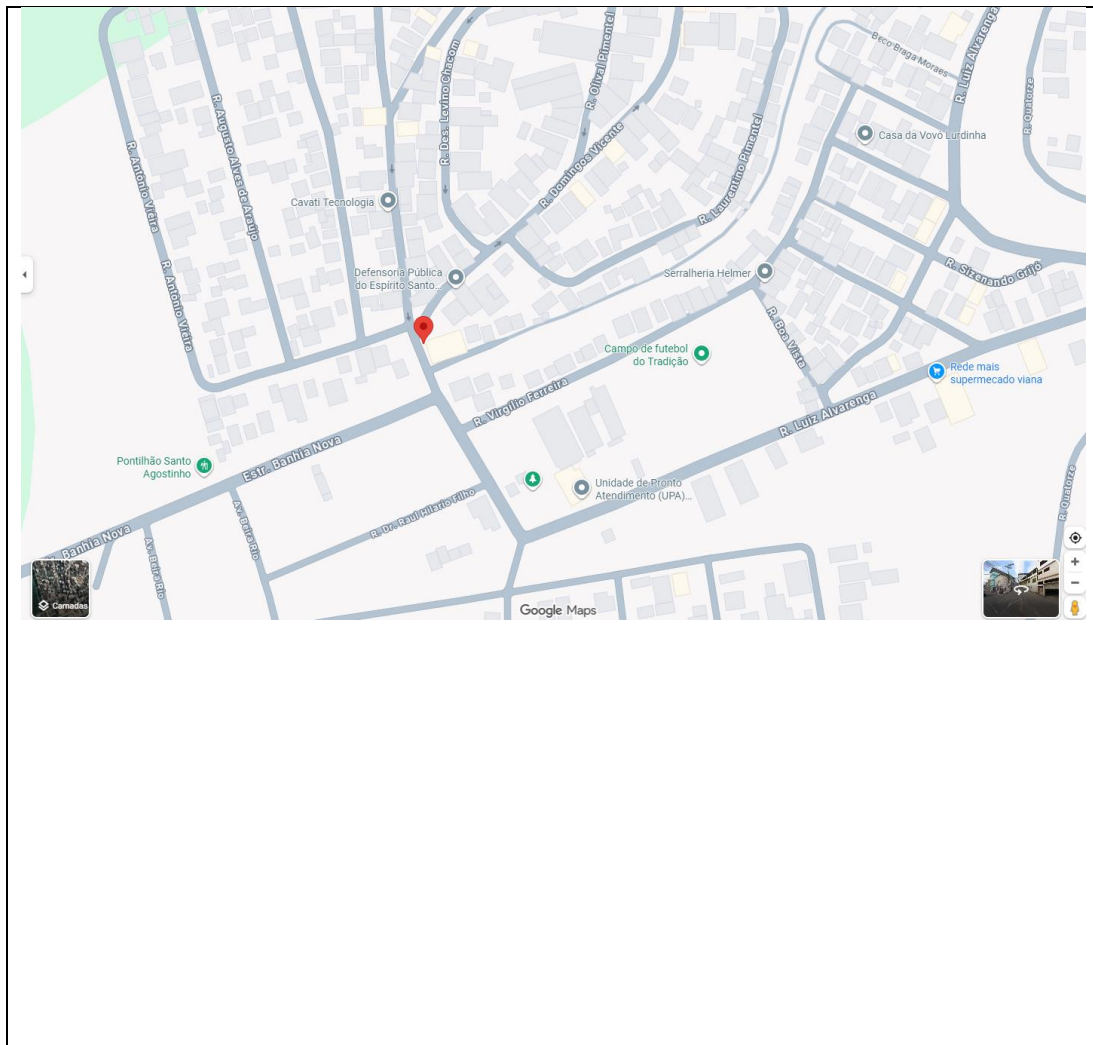 Beco Braga Moraes
R. Luiz Alvarenga
R. Quatorze
R. Olival Pimentel
R. Des. Levino Chacom
R. Augusto Alves de Araújo
R. Antônio Vieira
Casa da Vovó Lurdinha
R. Domingos Vicente
R. Laurentino Pimentel
Cavati Tecnologia
R. Sizenando Grijó
Defensoria Pública
do Espírito Santo...
Serralheria Helmer
R. Antônio Vieira
R. Boa Vista
Campo de futebol
do Tradição
Rede mais
supermecado viana
R. Virgílio Ferreira
R. Luiz Alvarenga
Estr. Banhia Nova
Pontilhão Santo
Agostinho
Unidade de Pronto
Atendimento (UPA)...
R. Dr. Raul Hilario Filho
R. Quatorze
Av. Beira Rio
Banhia Nova
Av. Beira Rio
Camadas
Google Maps